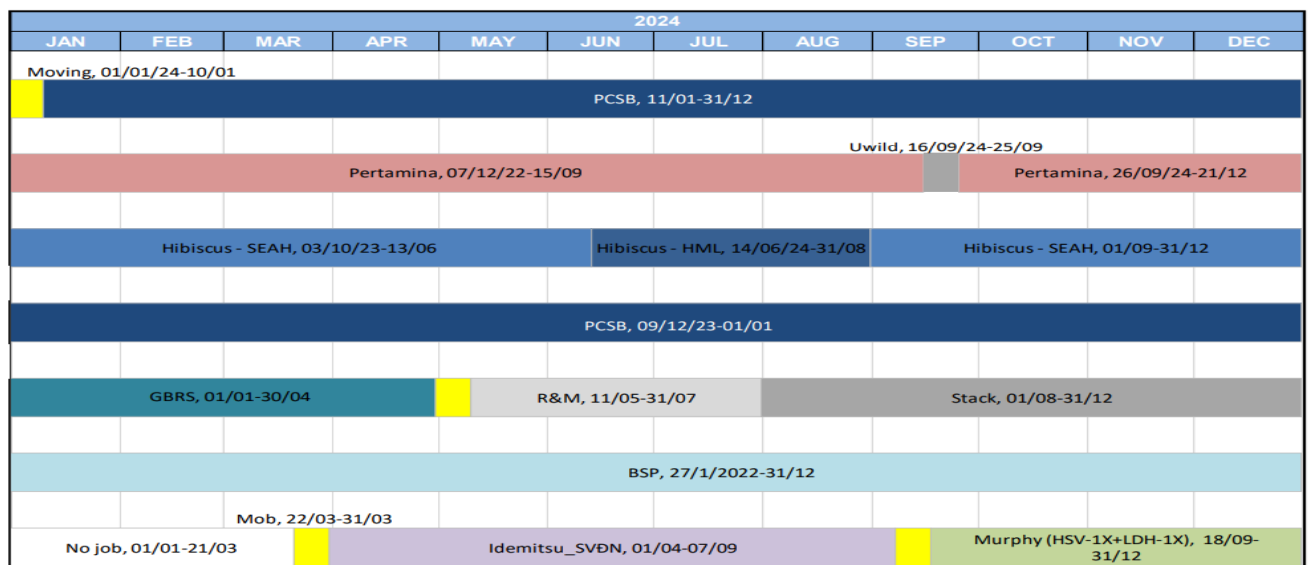 2024
JAN FEB MAR APR MAY JUN JUL AUG SEP OCT NOV DEC
Moving, 01/01/24-10/01
PCSB, 11/01-31/12
Uwild, 16/09/24-25/09
Pertamina, 07/12/22-15/09 Pertamina, 26/09/24-21/12
Hibiscus - SEAH, 03/10/23-13/06 Hibiscus - HML, 14/06/24-31/08 Hibiscus - SEAH, 01/09-31/12
PCSB, 09/12/23-01/01
GBRS, 01/01-30/04 R&M, 11/05-31/07 Stack, 01/08-31/12
BSP, 27/1/2022-31/12
Mob, 22/03-31/03
No job, 01/01-21/03 Idemitsu_SVĐN, 01/04-07/09 Murphy (HSV-1X+LDH-1X), 18/09-
31/12